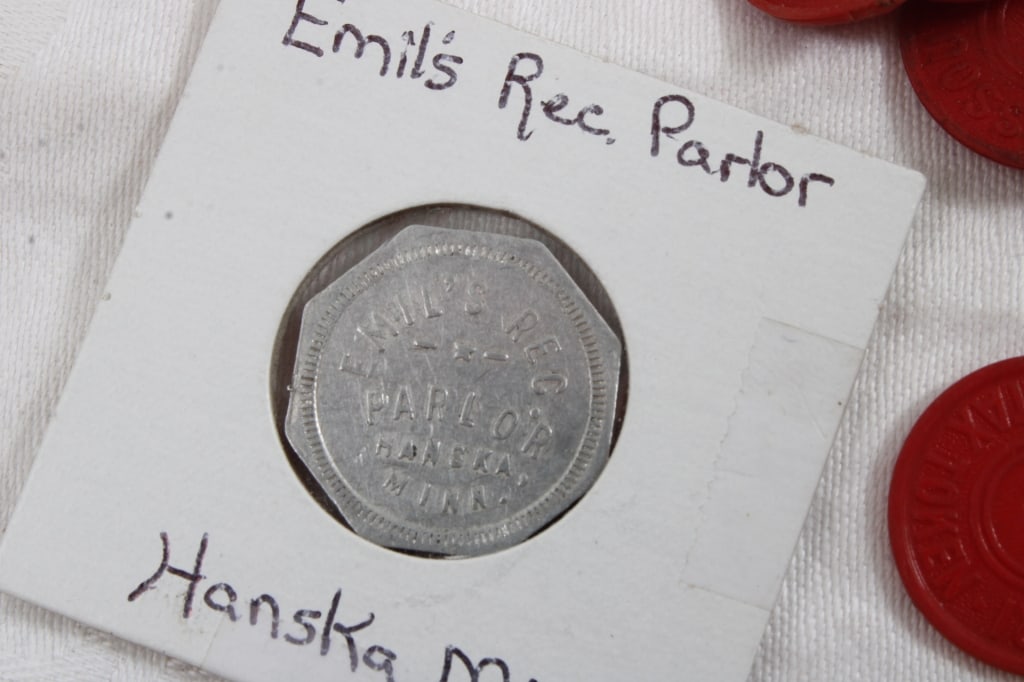 Emil's Rec. Parlor
EMIL'S REC
PARLOR
HANSKA,
MINN.
Hanska